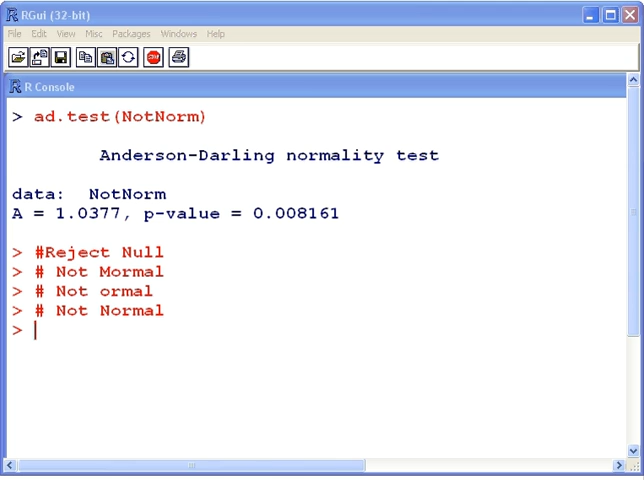 RGui (32-bit)
File Edit View Misc Packages Windows Help
R Console
> ad.test(NotNorm)
Anderson-Darling normality test
data:  NotNorm
A = 1.0377, p-value = 0.008161
> #Reject Null
> # Not Mormal
> # Not ormal
> # Not Normal
>